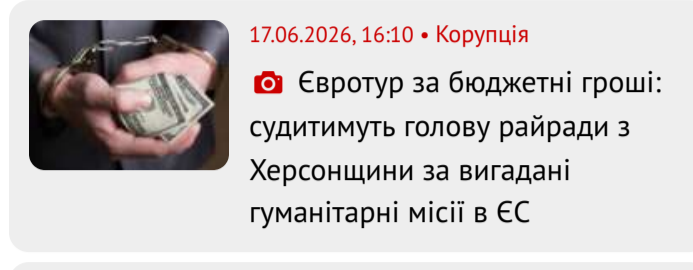 17.06.2026, 16:10 • Корупція
Євротур за бюджетні гроші:
судитимуть голову райради з
Херсонщини за вигадані
гуманітарні місії в ЄС